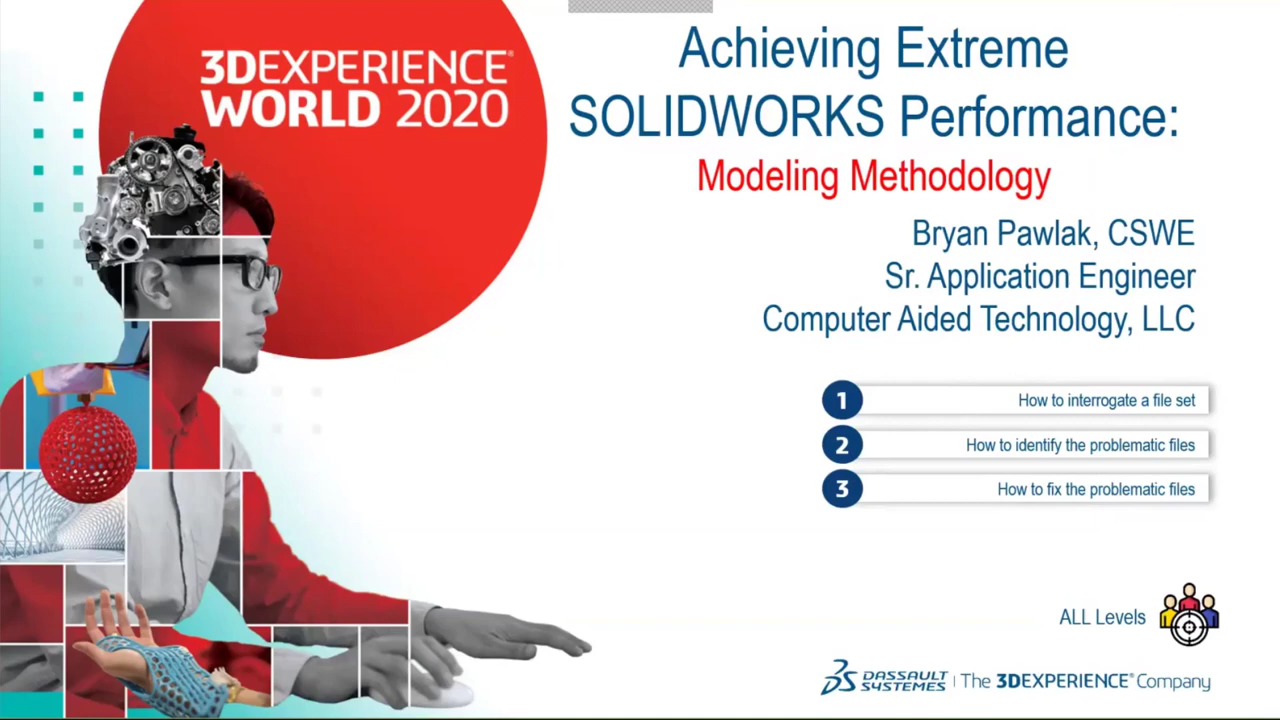 3DEXPERIENCE®
WORLD 2020
Achieving Extreme
SOLIDWORKS Performance:
Modeling Methodology
Bryan Pawlak, CSWE
Sr. Application Engineer
Computer Aided Technology, LLC
1 How to interrogate a file set
2 How to identify the problematic files
3 How to fix the problematic files
ALL Levels
DASSAULT SYSTEMES | The 3DEXPERIENCE® Company